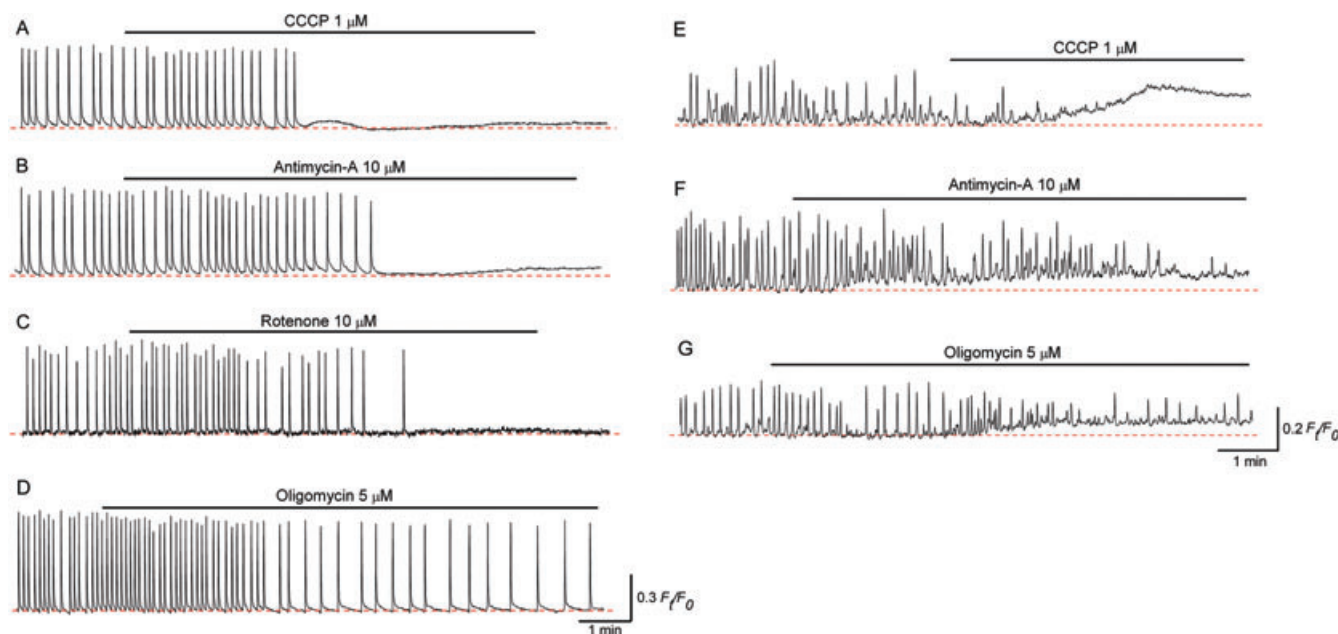 A
CCCP 1 μM
B
Antimycin-A 10 μM
C
Rotenone 10 μM
D
Oligomycin 5 μM
0.3 Ft/F0
1 min
E
CCCP 1 μM
F
Antimycin-A 10 μM
G
Oligomycin 5 μM
0.2 Ft/F0
1 min